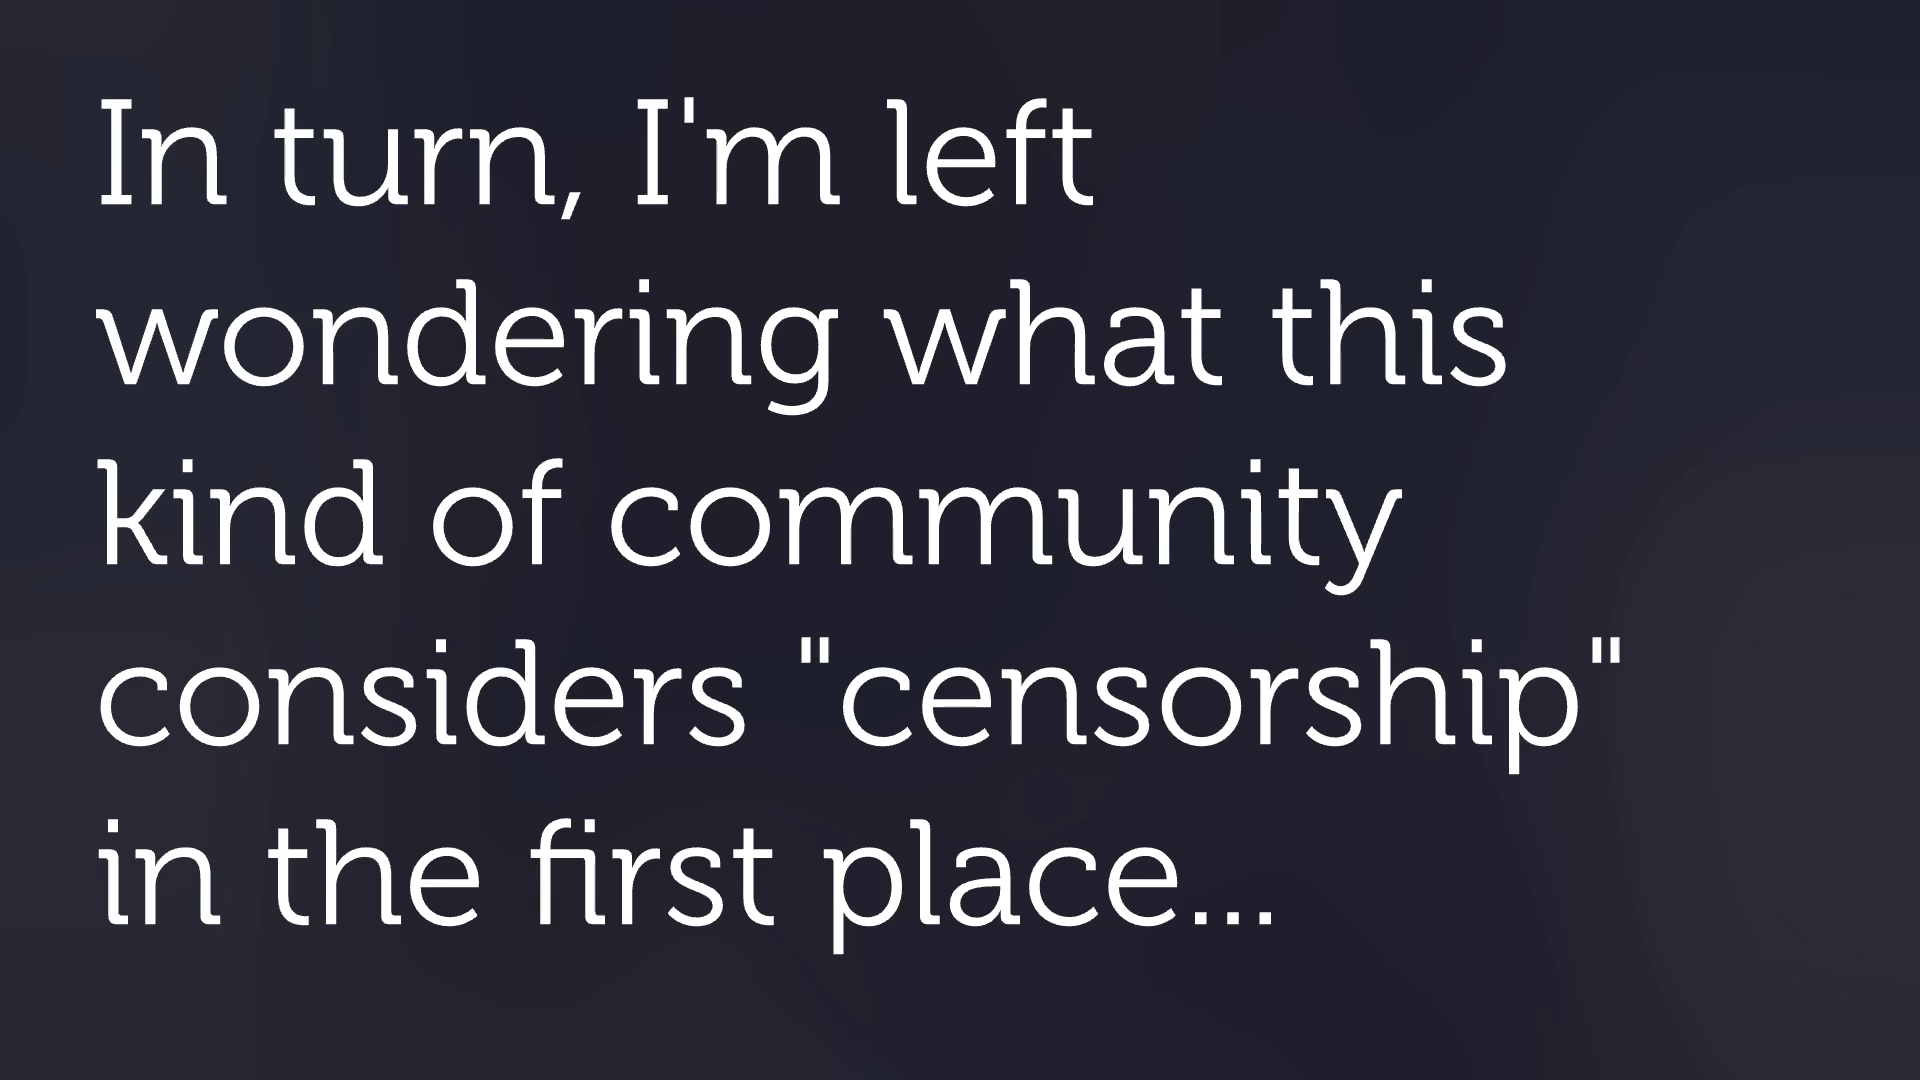 In turn, I'm left
wondering what this
kind of community
considers "censorship"
in the first place...